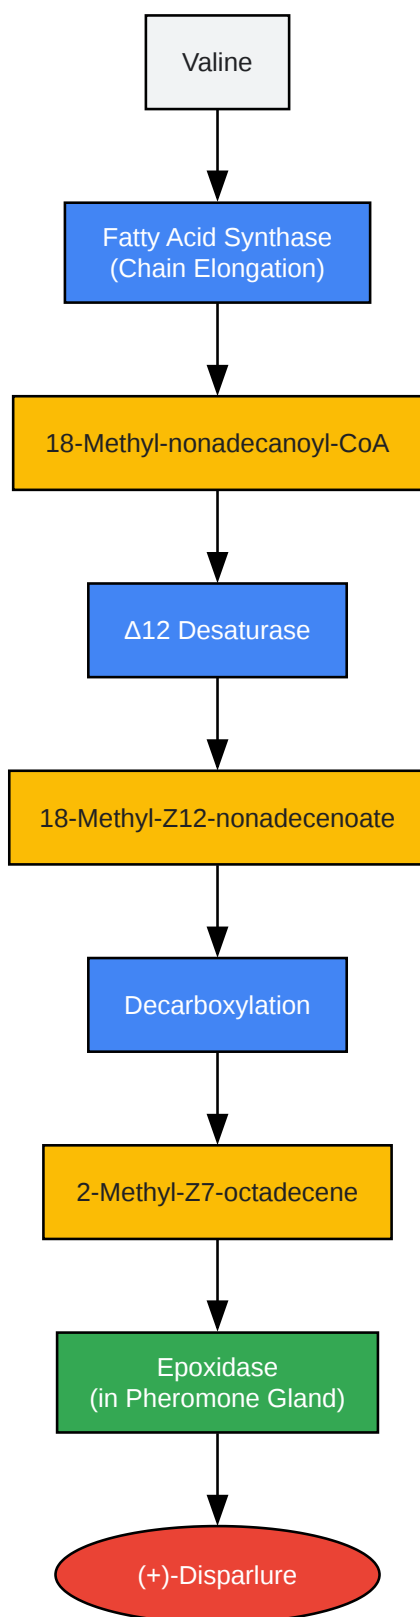 Valine
Fatty Acid Synthase
(Chain Elongation)
18-Methyl-nonadecanoyl-CoA
Δ12 Desaturase
18-Methyl-Z12-nonadecenoate
Decarboxylation
2-Methyl-Z7-octadecene
Epoxidase
(in Pheromone Gland)
(+)-Disparlure